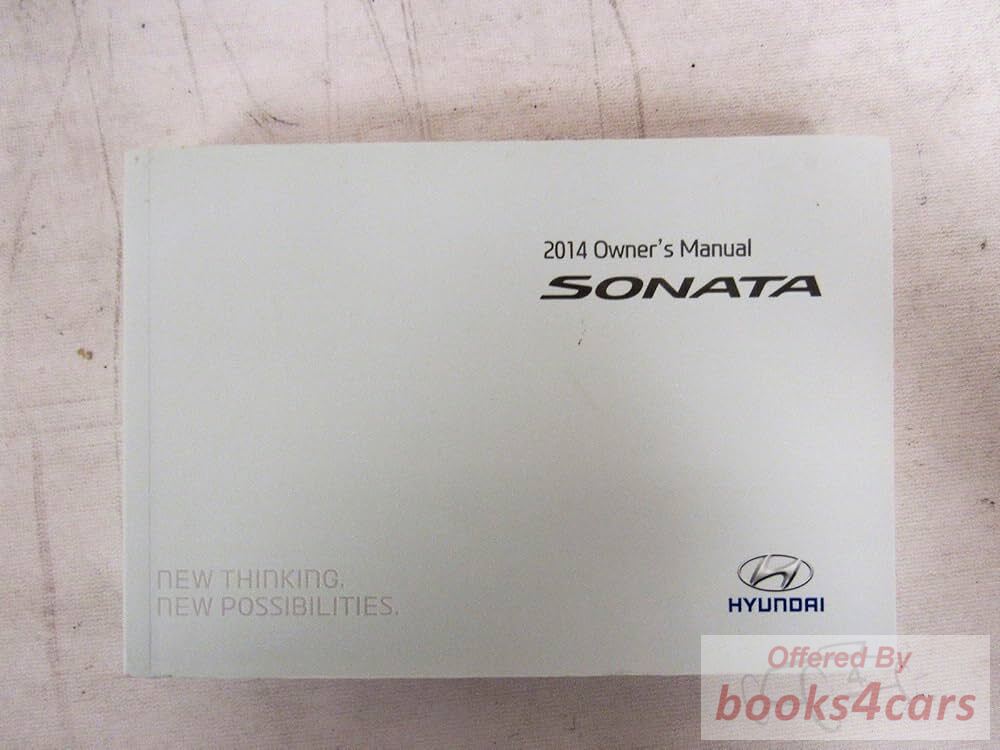 2014 Owner's Manual
SONATA
NEW THINKING.
NEW POSSIBILITIES.
HYUNDAI
Offered By
books4cars